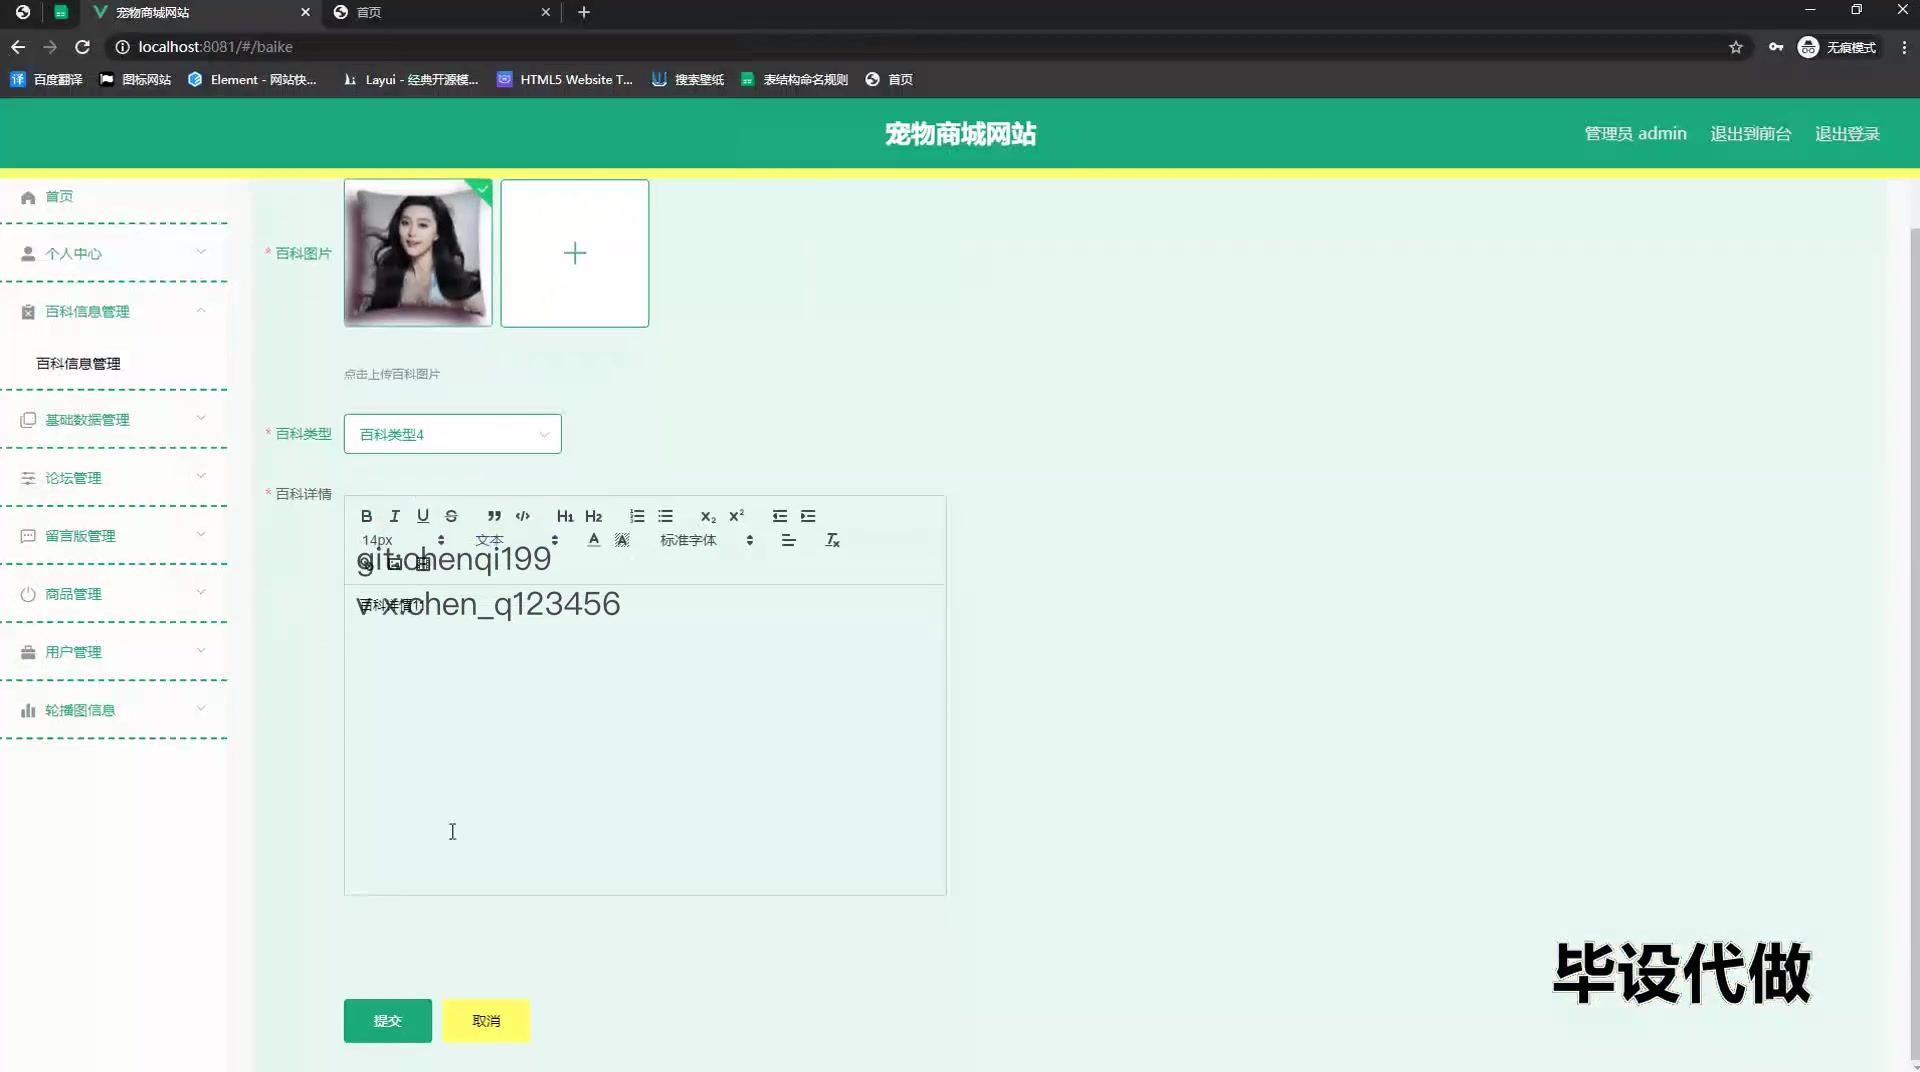 宠物商城网站
首页
localhost:8081/#/baike
无痕模式
百度翻译
图标网站
Element - 网站快...
Layui - 经典开源模...
HTML5 Website T...
搜索壁纸
表结构命名规则
首页
宠物商城网站
管理员 admin
退出到前台
退出登录
首页
个人中心
百科信息管理
百科信息管理
基础数据管理
论坛管理
留言版管理
商品管理
用户管理
轮播图信息
* 百科图片
点击上传百科图片
* 百科类型
百科类型4
* 百科详情
B I U S H1 H2 X₂ X²
14px 文本 A A 标准字体
git:chenqi199
v x:chen_q123456
提交
取消
毕设代做